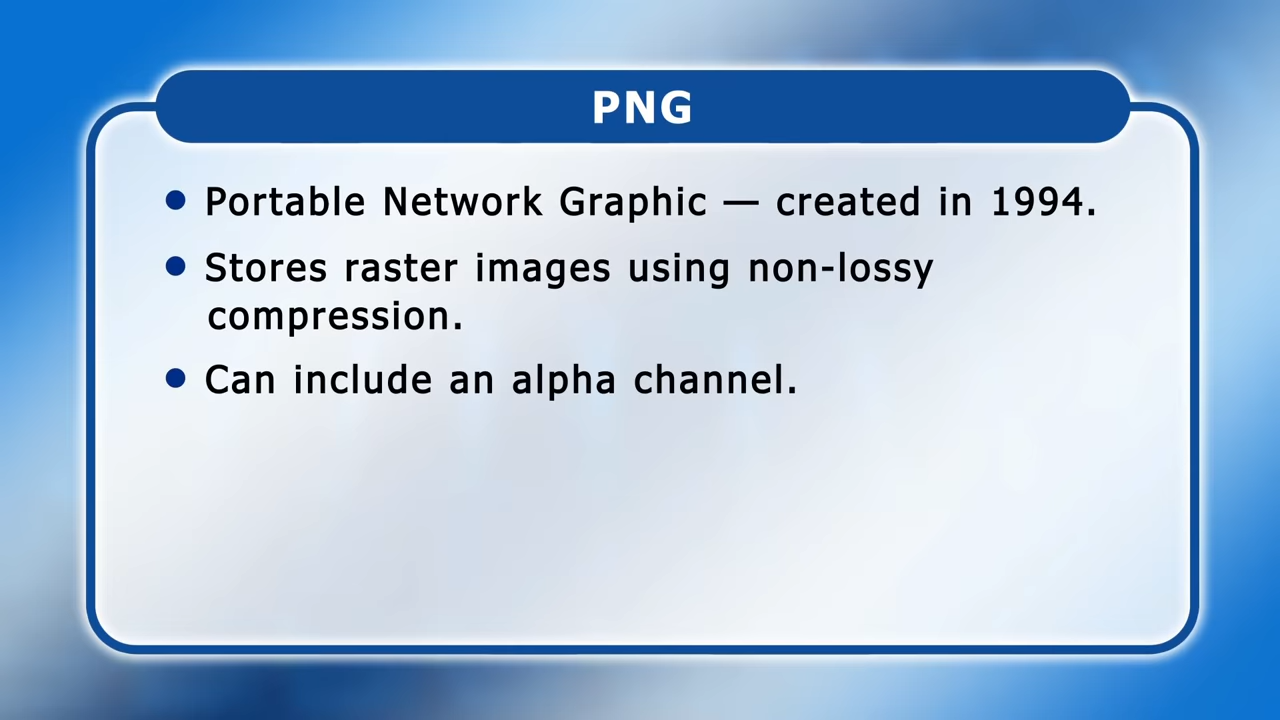 PNG
• Portable Network Graphic — created in 1994.
• Stores raster images using non-lossy
compression.
• Can include an alpha channel.